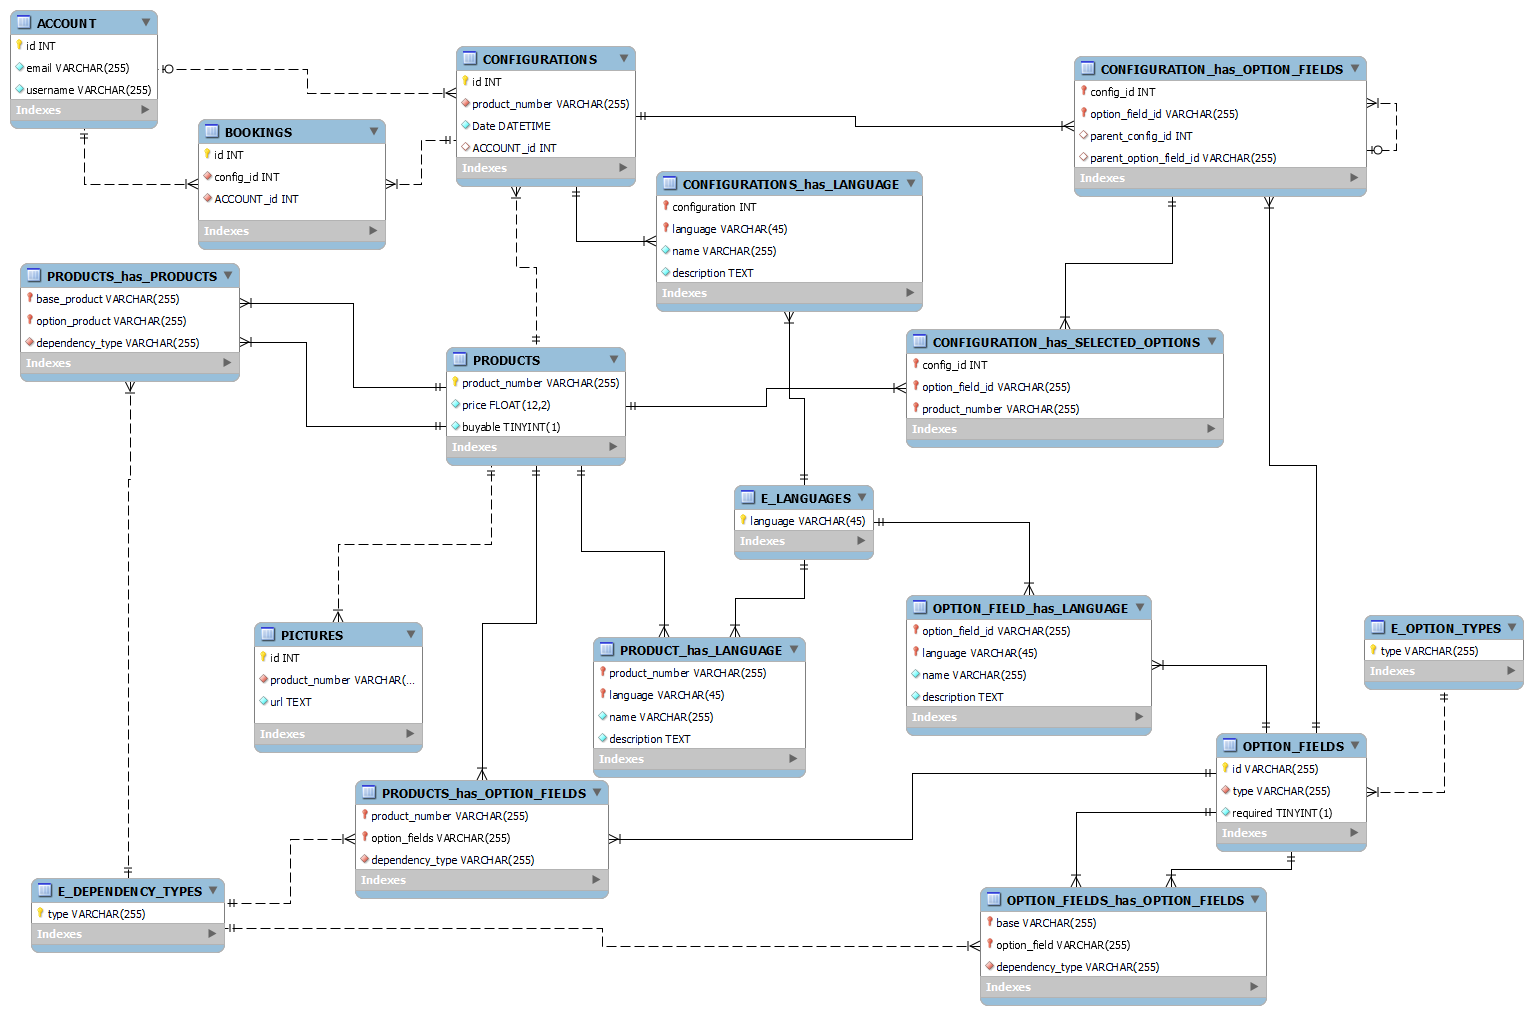 ACCOUNT
id INT
email VARCHAR(255)
username VARCHAR(255)
Indexes
BOOKINGS
id INT
config_id INT
ACCOUNT_id INT
Indexes
CONFIGURATIONS
id INT
product_number VARCHAR(255)
Date DATETIME
ACCOUNT_id INT
Indexes
CONFIGURATION_has_OPTION_FIELDS
config_id INT
option_field_id VARCHAR(255)
parent_config_id INT
parent_option_field_id VARCHAR(255)
Indexes
CONFIGURATIONS_has_LANGUAGE
configuration INT
language VARCHAR(45)
name VARCHAR(255)
description TEXT
Indexes
PRODUCTS_has_PRODUCTS
base_product VARCHAR(255)
option_product VARCHAR(255)
dependency_type VARCHAR(255)
Indexes
PRODUCTS
product_number VARCHAR(255)
price FLOAT(12,2)
buyable TINYINT(1)
Indexes
CONFIGURATION_has_SELECTED_OPTIONS
config_id INT
option_field_id VARCHAR(255)
product_number VARCHAR(255)
Indexes
E_LANGUAGES
language VARCHAR(45)
Indexes
PICTURES
id INT
product_number VARCHAR(...
url TEXT
Indexes
PRODUCT_has_LANGUAGE
product_number VARCHAR(255)
language VARCHAR(45)
name VARCHAR(255)
description TEXT
Indexes
OPTION_FIELD_has_LANGUAGE
option_field_id VARCHAR(255)
language VARCHAR(45)
name VARCHAR(255)
description TEXT
Indexes
E_OPTION_TYPES
type VARCHAR(255)
Indexes
OPTION_FIELDS
id VARCHAR(255)
type VARCHAR(255)
required TINYINT(1)
Indexes
PRODUCTS_has_OPTION_FIELDS
product_number VARCHAR(255)
option_fields VARCHAR(255)
dependency_type VARCHAR(255)
Indexes
E_DEPENDENCY_TYPES
type VARCHAR(255)
Indexes
OPTION_FIELDS_has_OPTION_FIELDS
base VARCHAR(255)
option_field VARCHAR(255)
dependency_type VARCHAR(255)
Indexes